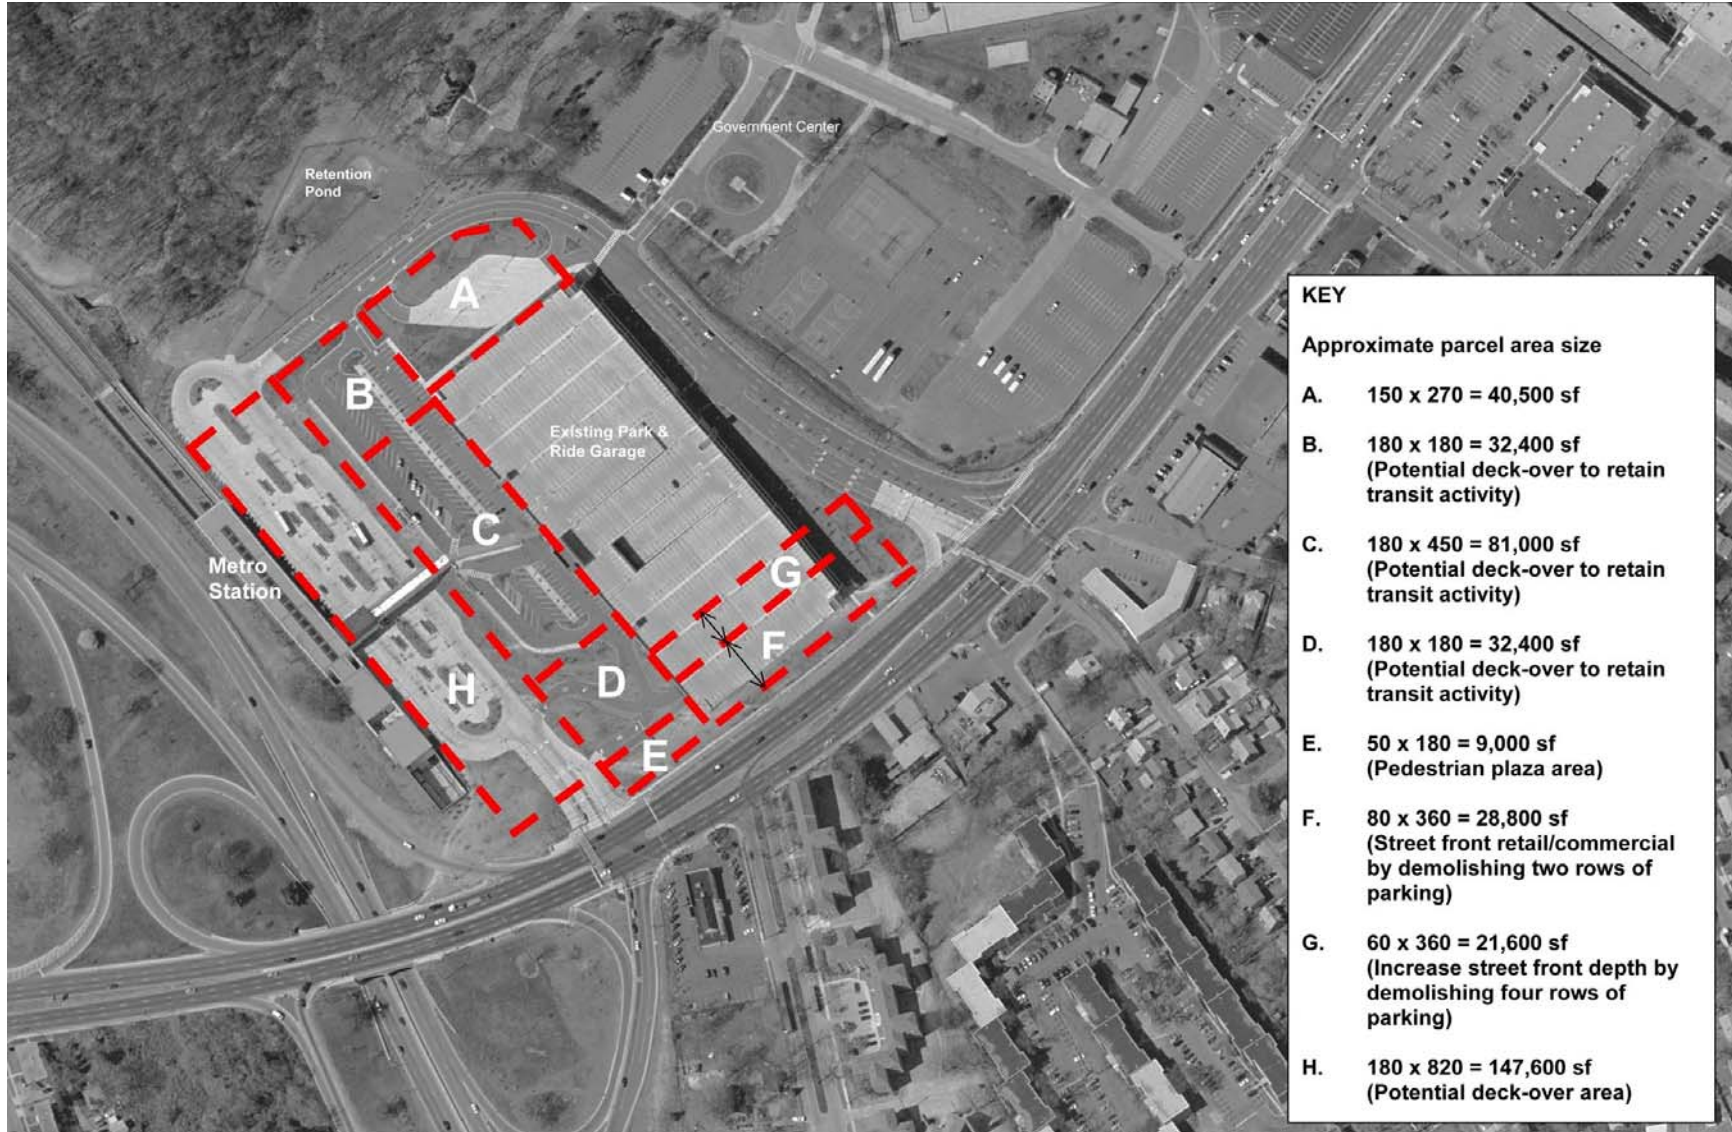 Government Center
Retention
Pond
A
B
Existing Park &
Ride Garage
C
Metro
Station
G
F
D
H
E
KEY
Approximate parcel area size
A. 150 x 270 = 40,500 sf
B. 180 x 180 = 32,400 sf
(Potential deck-over to retain
transit activity)
C. 180 x 450 = 81,000 sf
(Potential deck-over to retain
transit activity)
D. 180 x 180 = 32,400 sf
(Potential deck-over to retain
transit activity)
E. 50 x 180 = 9,000 sf
(Pedestrian plaza area)
F. 80 x 360 = 28,800 sf
(Street front retail/commercial
by demolishing two rows of
parking)
G. 60 x 360 = 21,600 sf
(Increase street front depth by
demolishing four rows of
parking)
H. 180 x 820 = 147,600 sf
(Potential deck-over area)